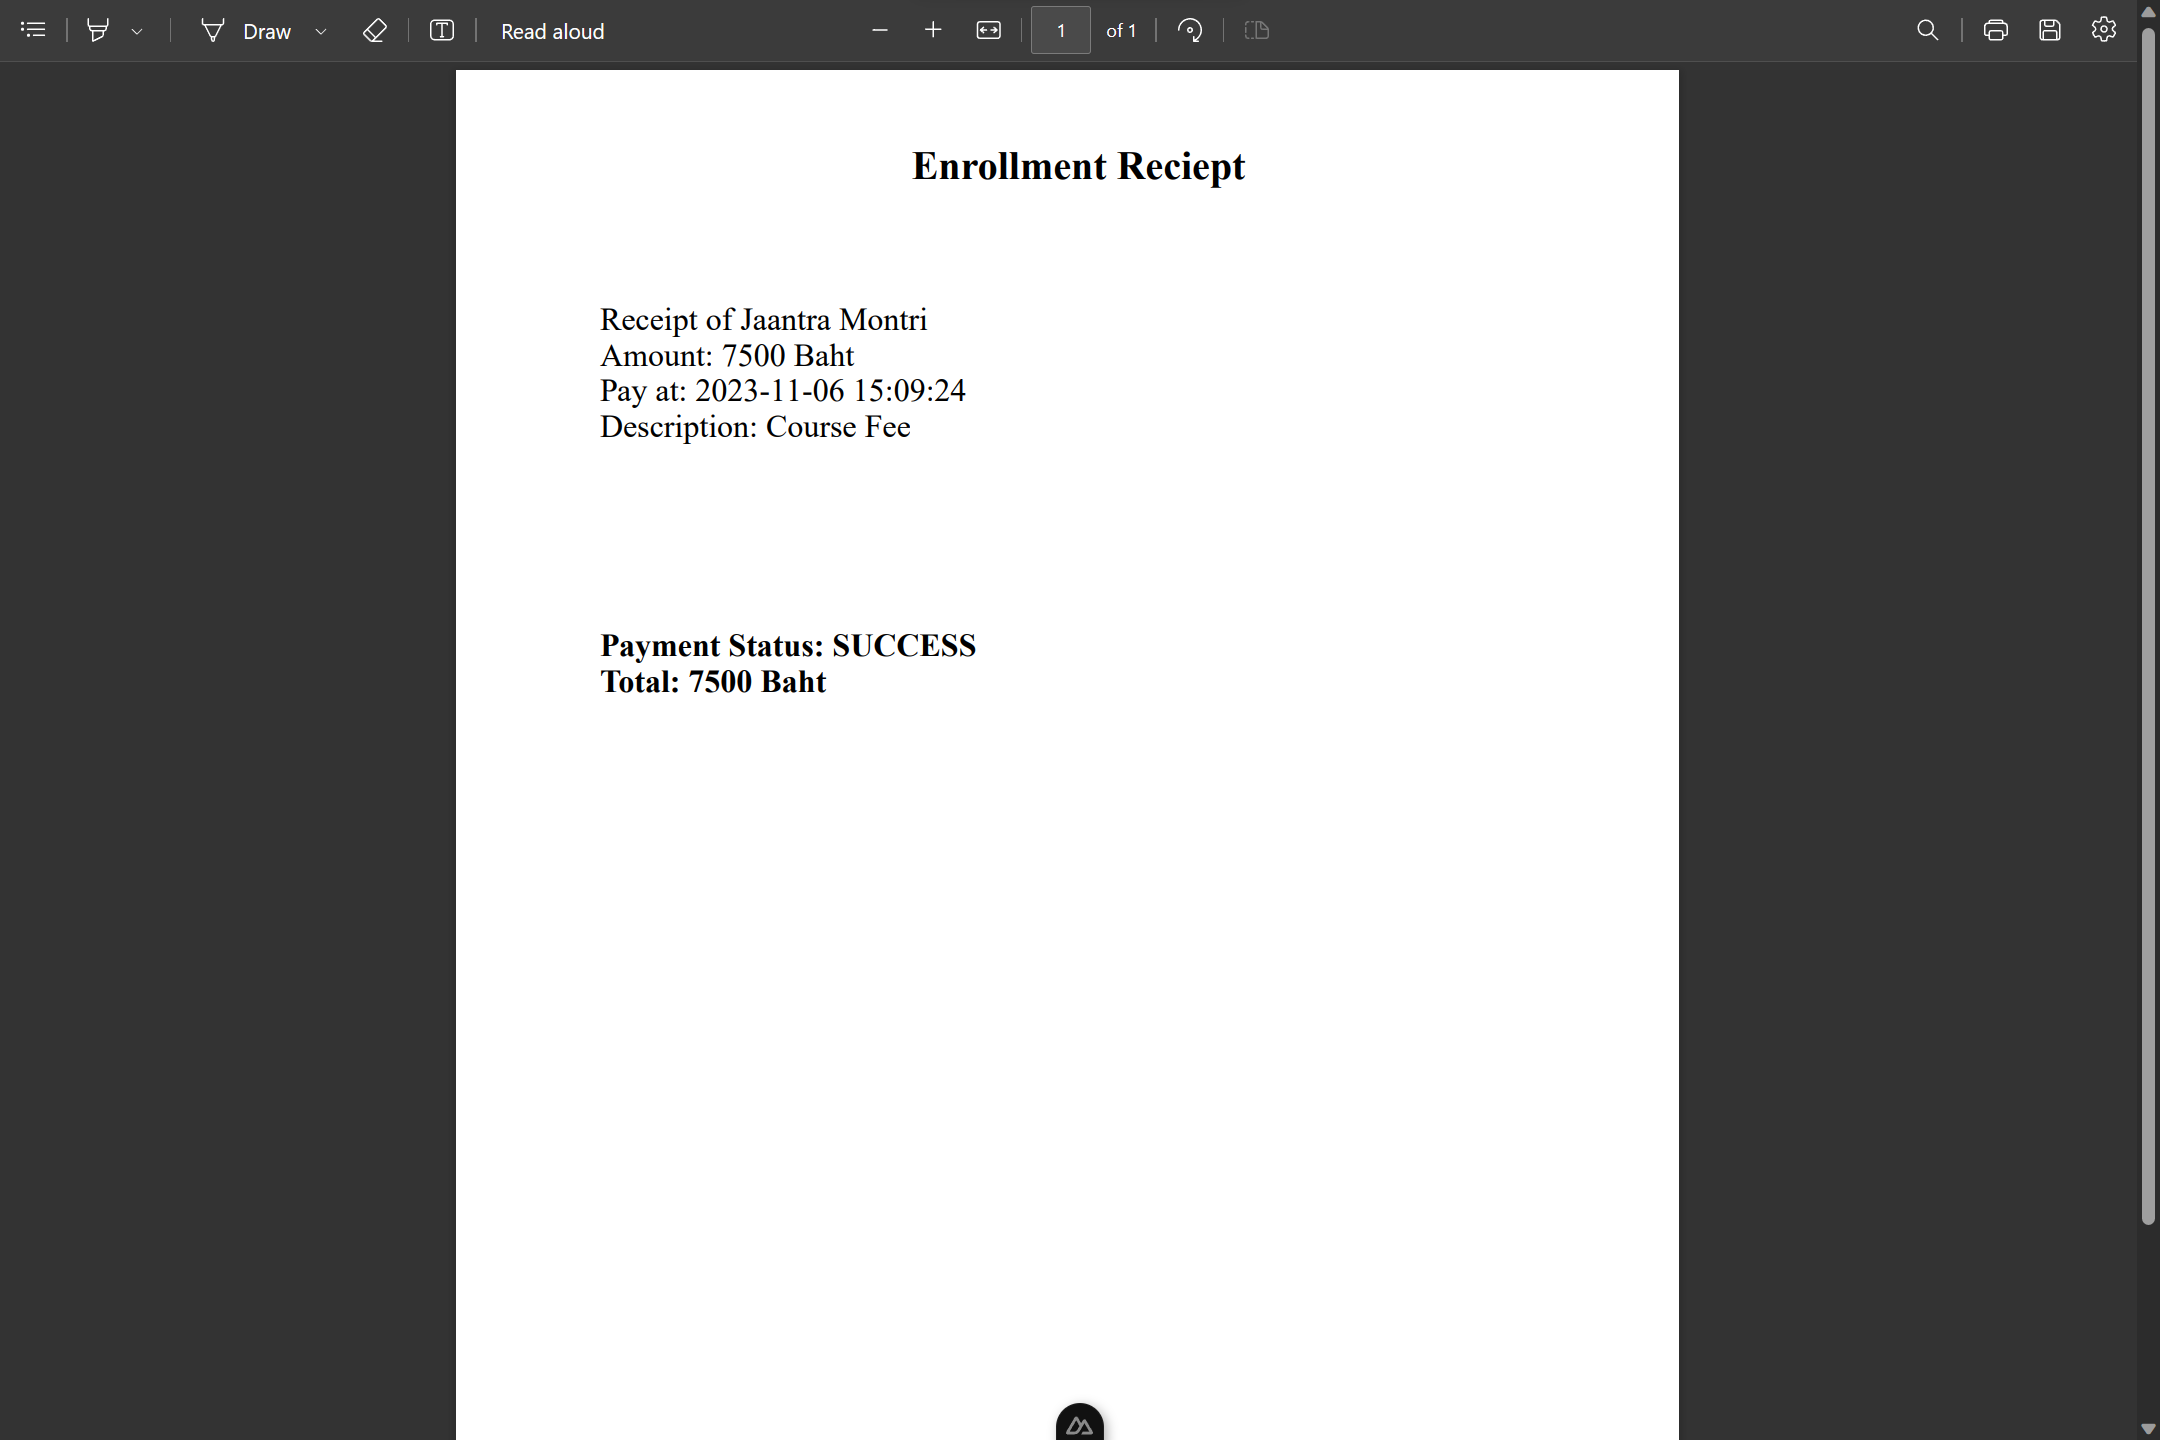 Draw
Read aloud
1 of 1
Enrollment Reciept
Receipt of Jaantra Montri
Amount: 7500 Baht
Pay at: 2023-11-06 15:09:24
Description: Course Fee
Payment Status: SUCCESS
Total: 7500 Baht